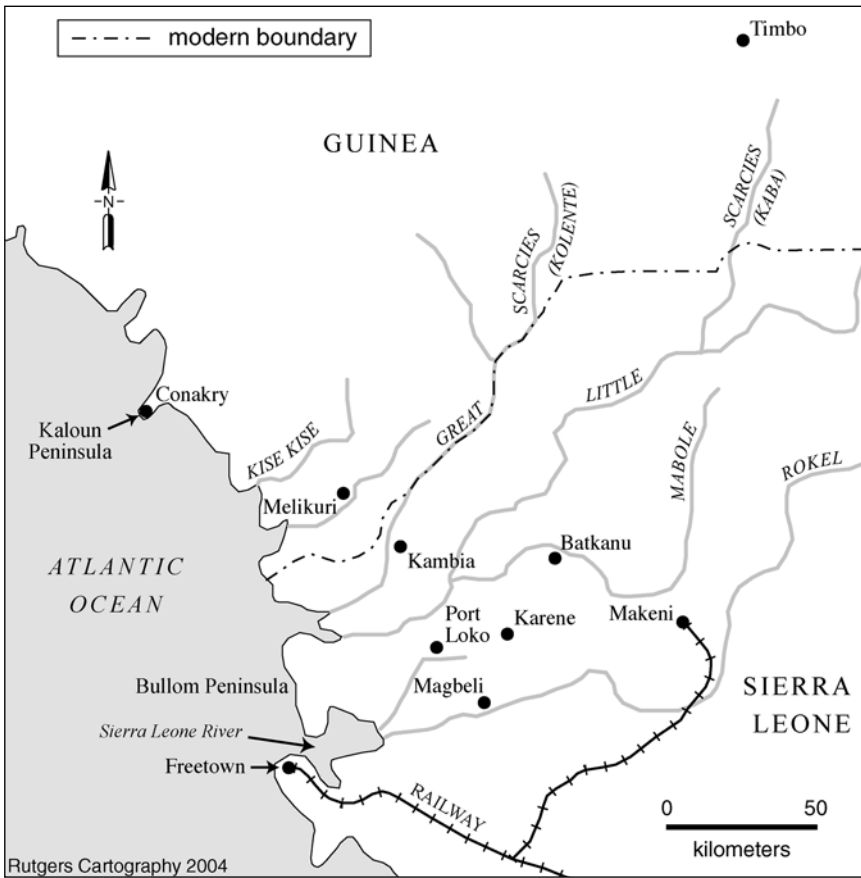 modern boundary
Timbo
GUINEA
N
SCARCIES
(KOLENTE)
SCARCIES
(KABA)
Conakry
Kaloun
Peninsula
KISE KISE
GREAT
LITTLE
MABOLE
ROKEL
Melikuri
ATLANTIC
OCEAN
Kambia
Batkanu
Port
Loko
Karene
Makeni
Bullom Peninsula
Magbeli
SIERRA
LEONE
Sierra Leone River
Freetown
RAILWAY
0 50
kilometers
Rutgers Cartography 2004